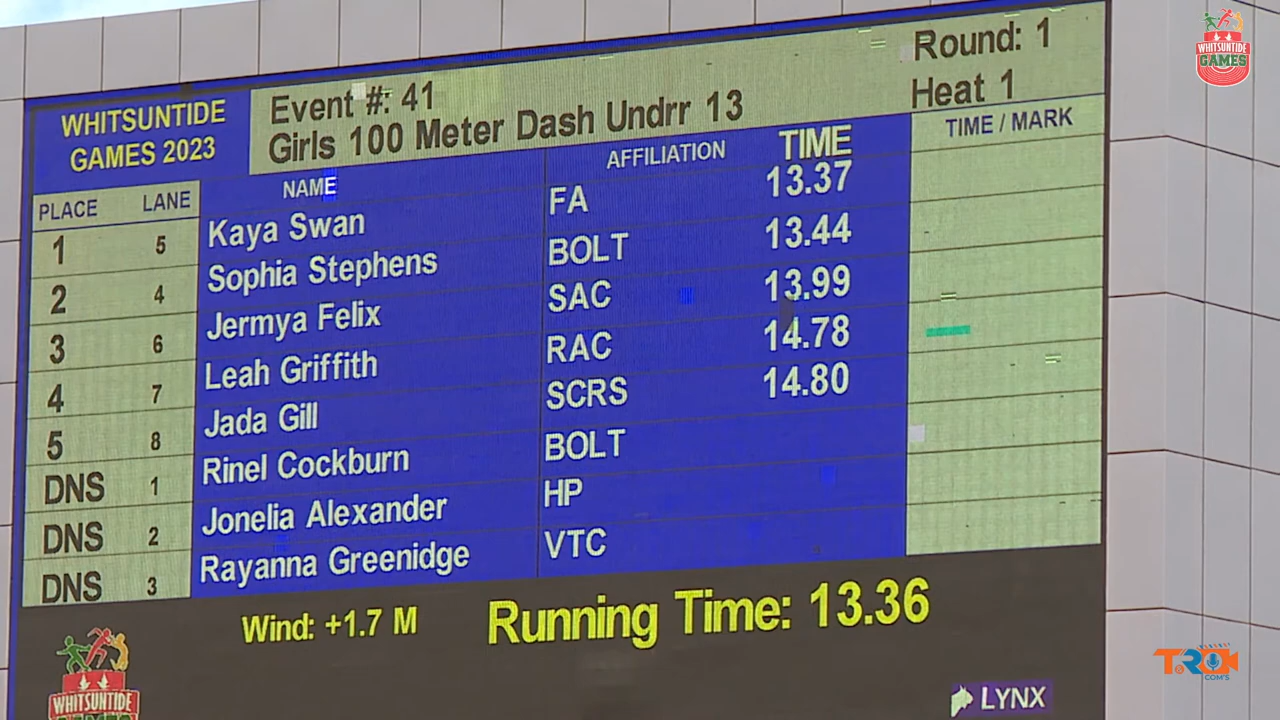 WHITSUNTIDE
GAMES 2023
Event #: 41
Girls 100 Meter Dash Undrr 13
Round: 1
Heat 1
PLACE LANE NAME AFFILIATION TIME TIME / MARK
1 5 Kaya Swan FA 13.37
2 4 Sophia Stephens BOLT 13.44
3 6 Jermya Felix SAC 13.99
4 7 Leah Griffith RAC 14.78
5 8 Jada Gill SCRS 14.80
DNS 1 Rinel Cockburn BOLT
DNS 2 Jonelia Alexander HP
DNS 3 Rayanna Greenidge VTC
Wind: +1.7 M Running Time: 13.36
WHITSUNTIDE
GAMES
LYNX
WHITSUNTIDE
GAMES
T&RO
COM'S